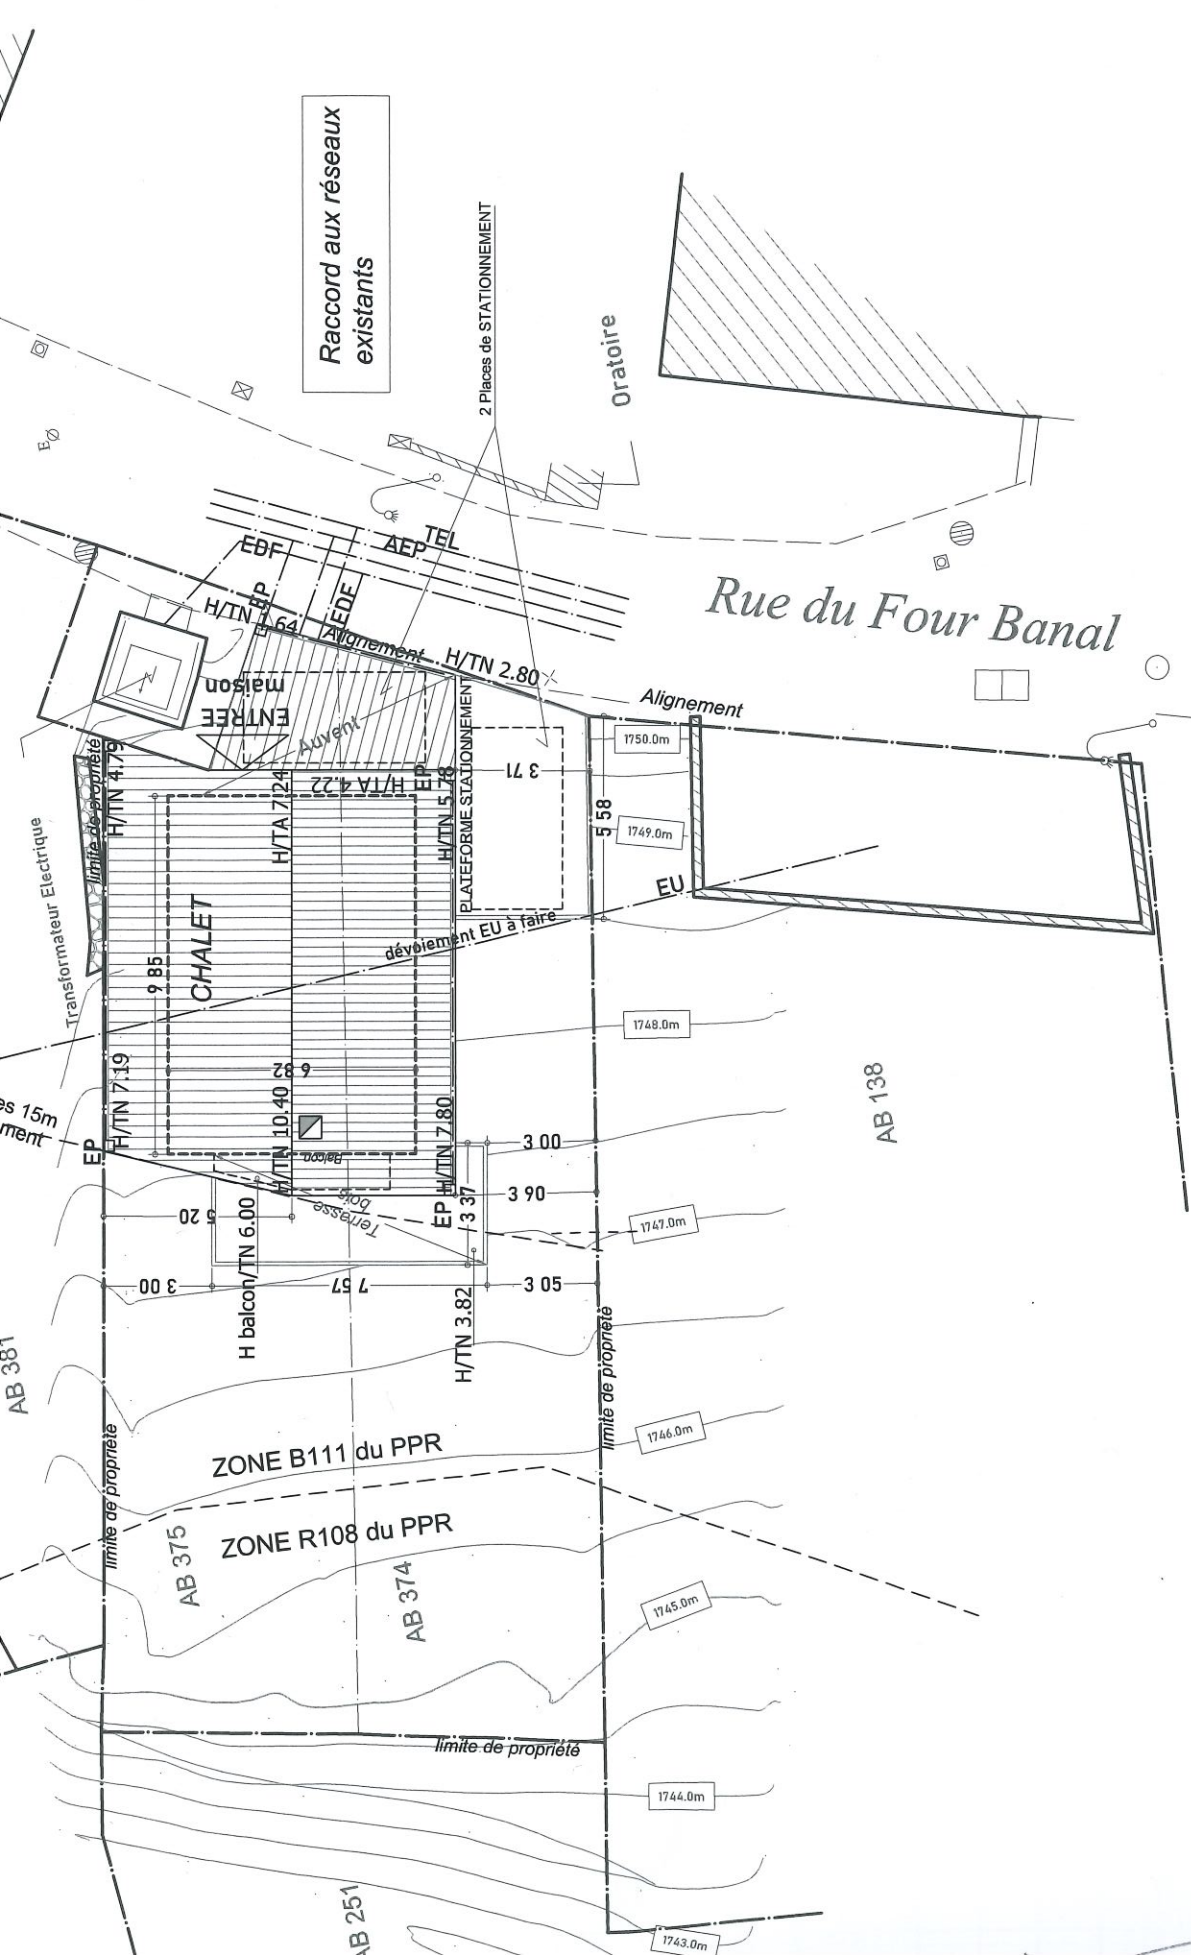 Raccord aux réseaux
existants
2 Places de STATIONNEMENT
Oratoire
E
TEL
AEP
EDF
EP
EDF
Rue du Four Banal
H/TN 1.64
Alignement
H/TN 2.80
Alignement
maison
ENTREE
Auvent
1750.0m
3 71
PLATEFORME STATIONNEMENT
limite de propriété
H/TN 4.79
H/TA 7.24
H/TA 4.22
EP
H/TN 5.78
5 58
1749.0m
Transformateur Electrique
EU
dévoiement EU à faire
CHALET
9 85
1748.0m
6 82
es 15m
ment
EP
H/TN 7.19
H/TN 10.40
Balcon
H/TN 7.80
EP
3 00
AB 138
3 90
3 37
5 20
Terrasse
bois
1747.0m
H balcon/TN 6.00
3 00
7 57
3 05
H/TN 3.82
AB 381
limite de propriété
limite de propriété
1746.0m
ZONE B111 du PPR
ZONE R108 du PPR
AB 375
AB 374
1745.0m
limite de propriété
1744.0m
AB 251
1743.0m